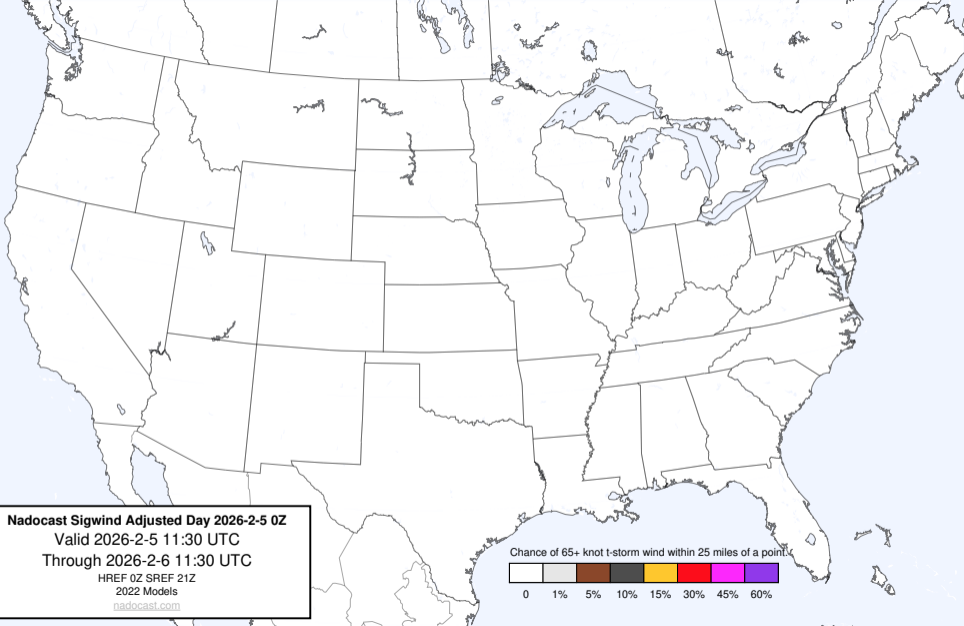 Nadocast Sigwind Adjusted Day 2026-2-5 0Z
Valid 2026-2-5 11:30 UTC
Through 2026-2-6 11:30 UTC
HREF 0Z SREF 21Z
2022 Models
nadocast.com
Chance of 65+ knot t-storm wind within 25 miles of a point.
0 1% 5% 10% 15% 30% 45% 60%